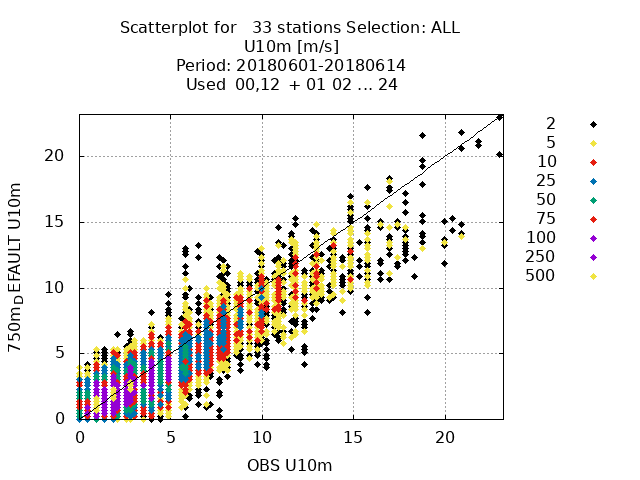 Scatterplot for   33 stations Selection: ALL
U10m [m/s]
Period: 20180601-20180614
Used  00,12  + 01 02 ... 24
2
5
10
25
50
75
100
250
500
20
15
10
5
0
0 5 10 15 20
750m_DEFAULT U10m
OBS U10m